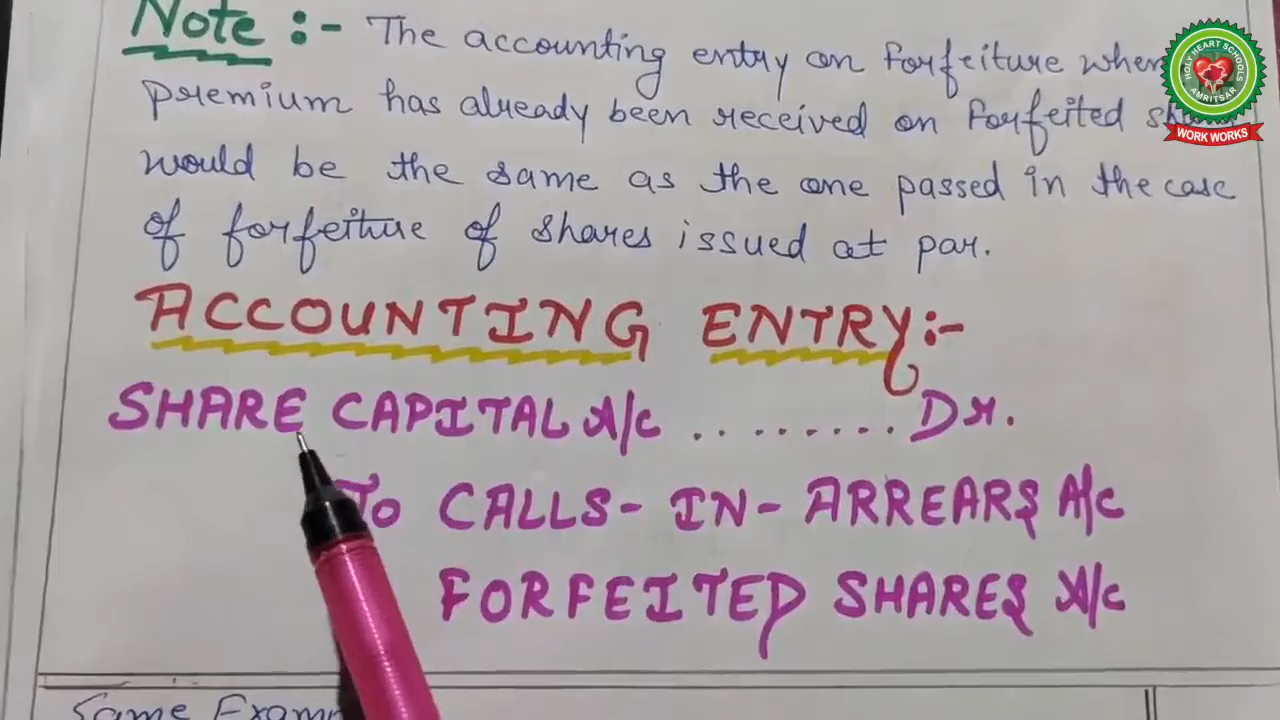 Note :- The accounting entry on forfeiture when
premium has already been received on forfeited
would be the same as the one passed in the case
of forfeiture of shares issued at par.
ACCOUNTING ENTRY:-
SHARE CAPITAL A/c ........ Dr.
To CALLS-IN-ARREARS A/c
FORFEITED SHARES A/c
Same
HOLY HEART SCHOOLS
AMRITSAR
WORK WORKS